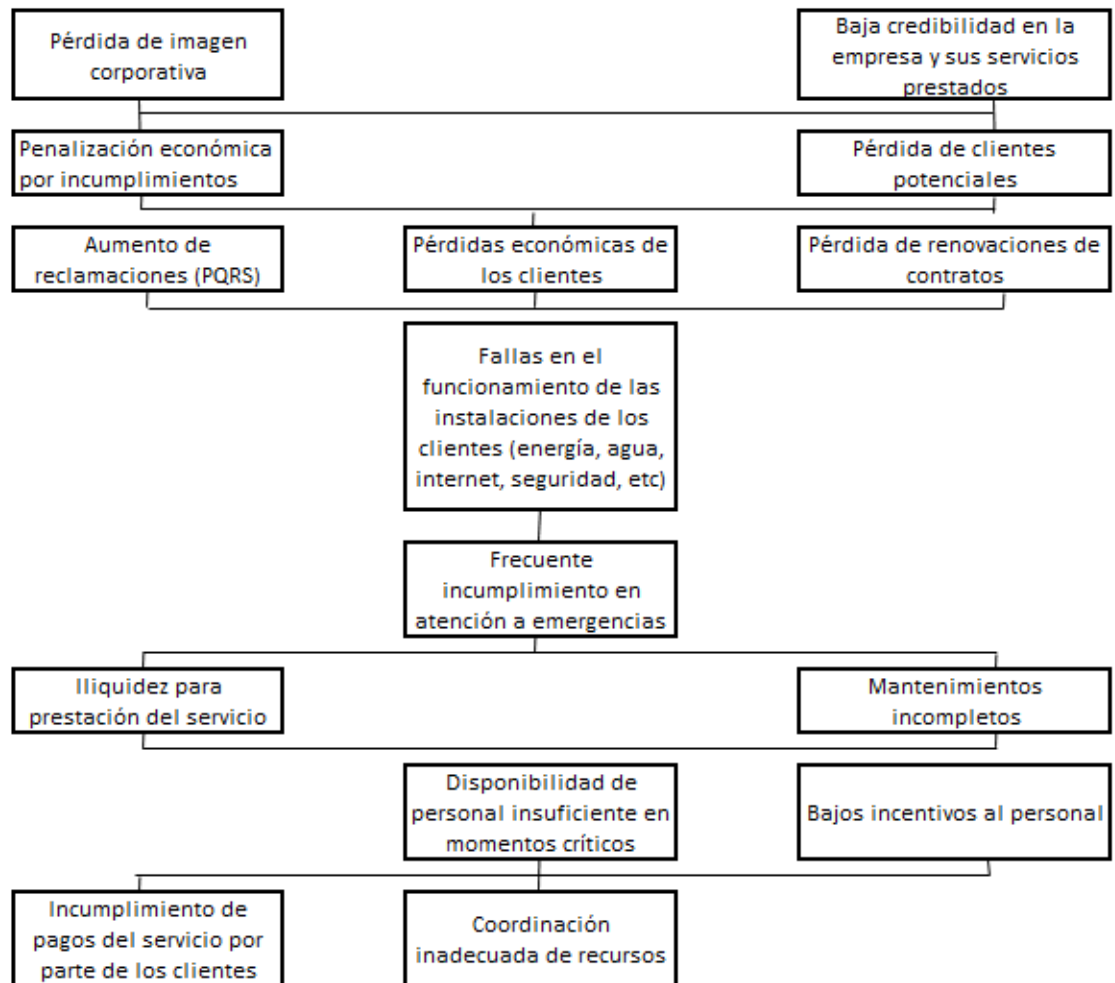 Pérdida de imagen
corporativa
Baja credibilidad en la
empresa y sus servicios
prestados
Penalización económica
por incumplimientos
Pérdida de clientes
potenciales
Aumento de
reclamaciones (PQRS)
Pérdidas económicas de
los clientes
Pérdida de renovaciones de
contratos
Fallas en el
funcionamiento de las
instalaciones de los
clientes (energía, agua,
internet, seguridad, etc)
Frecuente
incumplimiento en
atención a emergencias
Iliquidez para
prestación del servicio
Mantenimientos
incompletos
Disponibilidad de
personal insuficiente en
momentos críticos
Bajos incentivos al personal
Incumplimiento de
pagos del servicio por
parte de los clientes
Coordinación
inadecuada de recursos